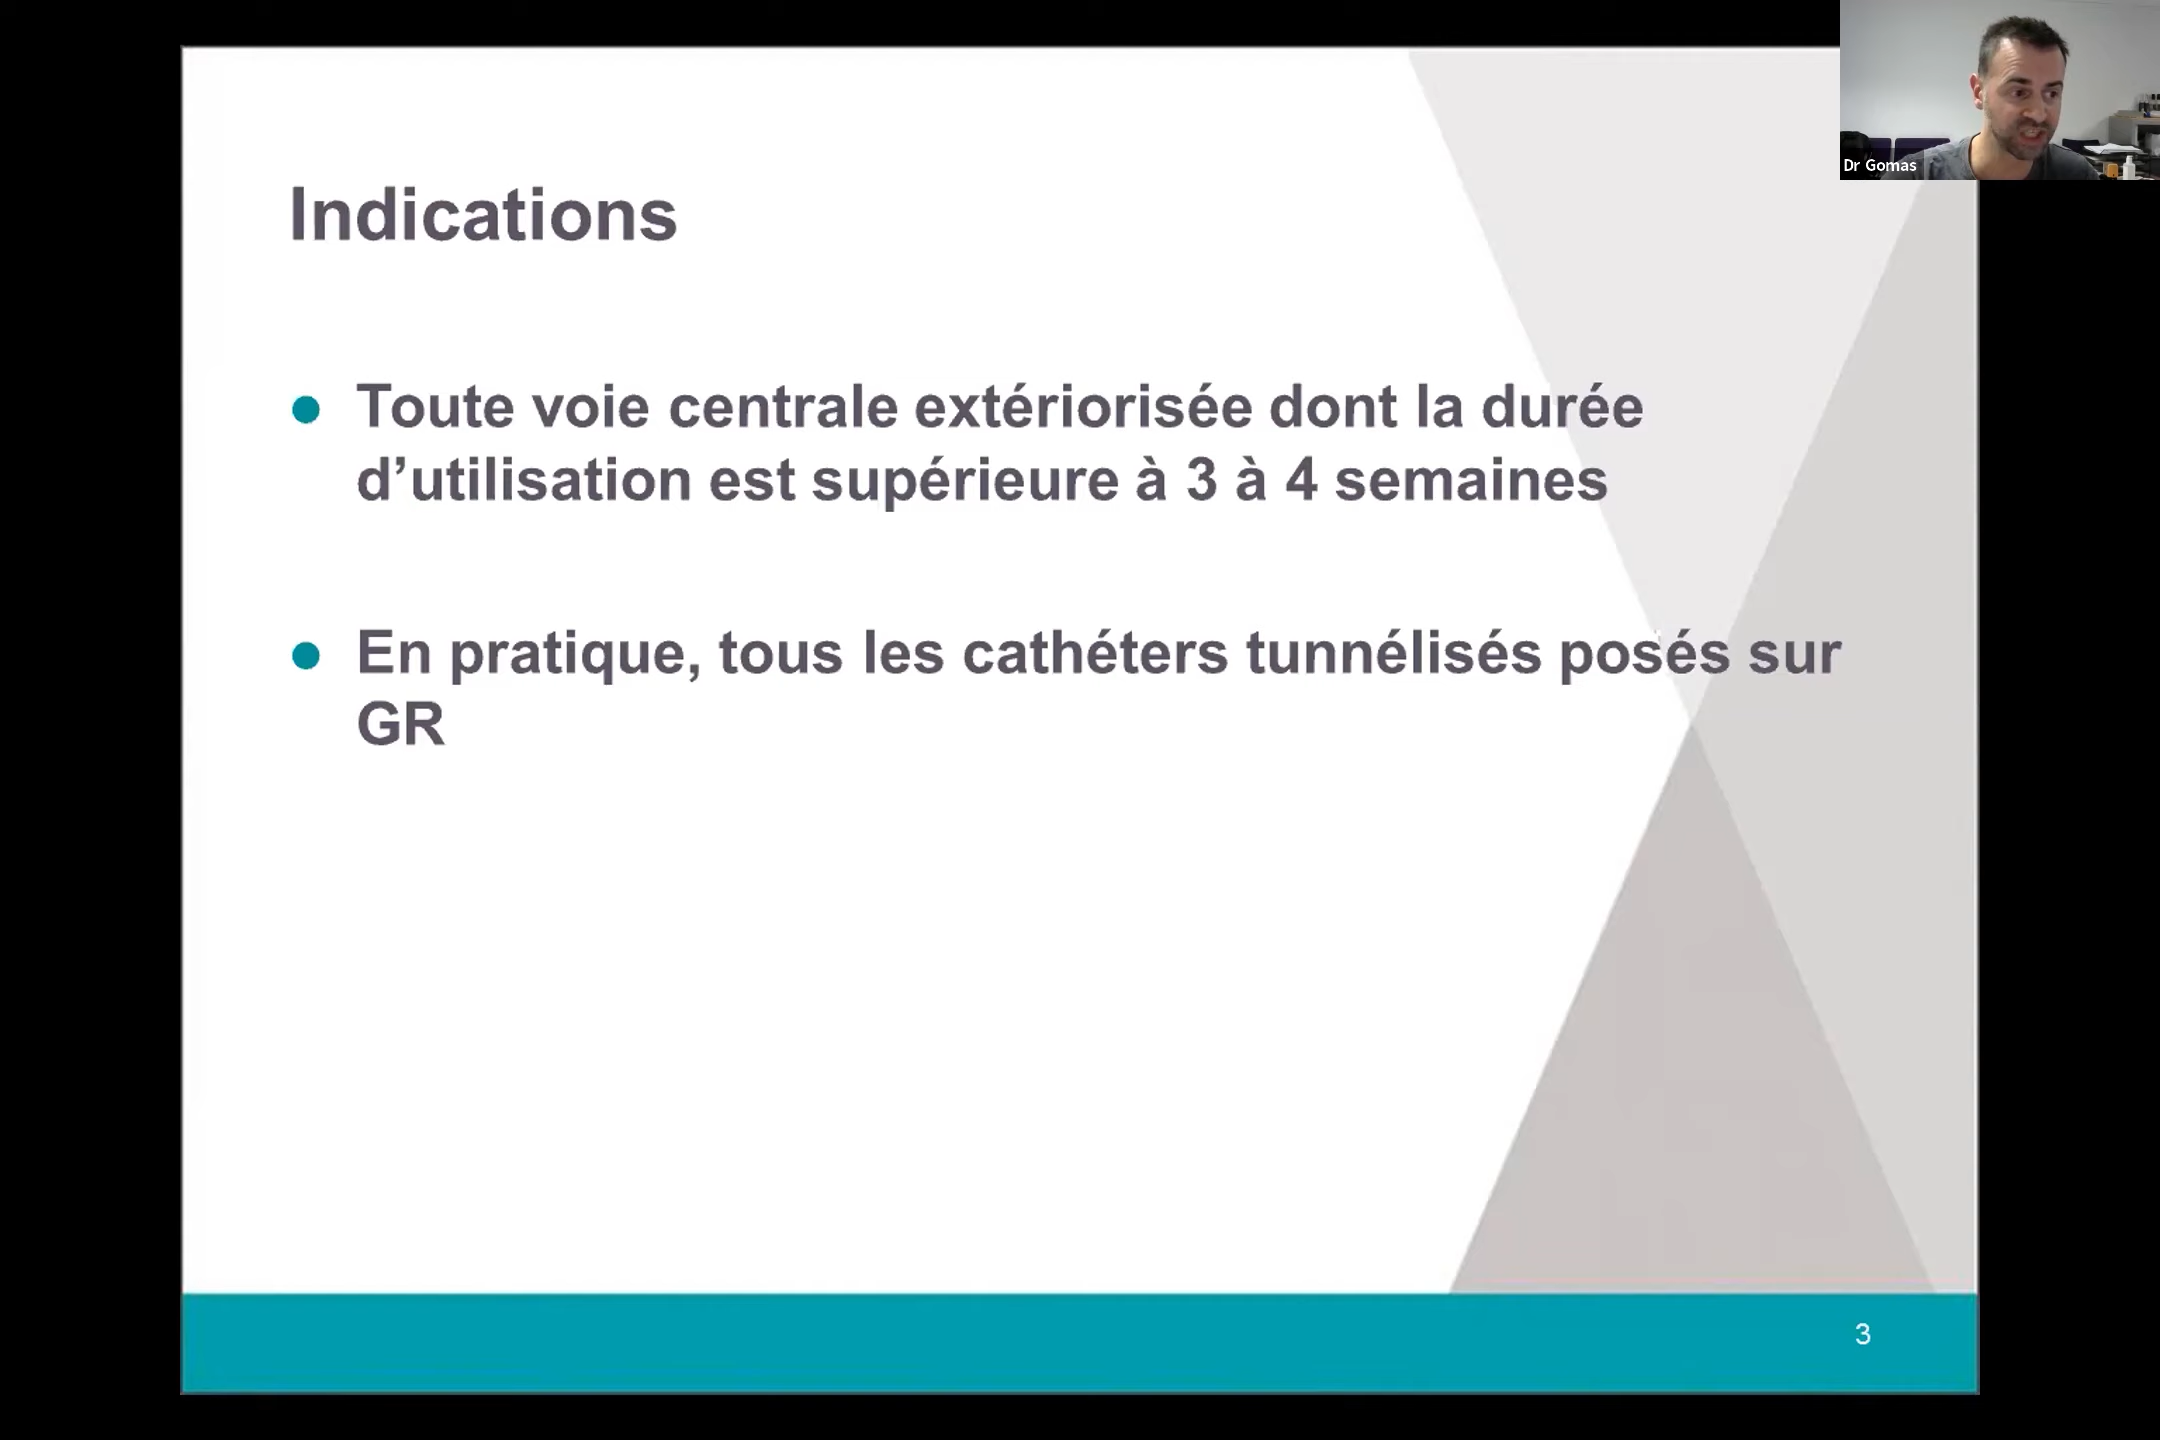 Dr Gomas
Indications
● Toute voie centrale extériorisée dont la durée
d’utilisation est supérieure à 3 à 4 semaines
● En pratique, tous les cathéters tunnélisés posés sur
GR
3